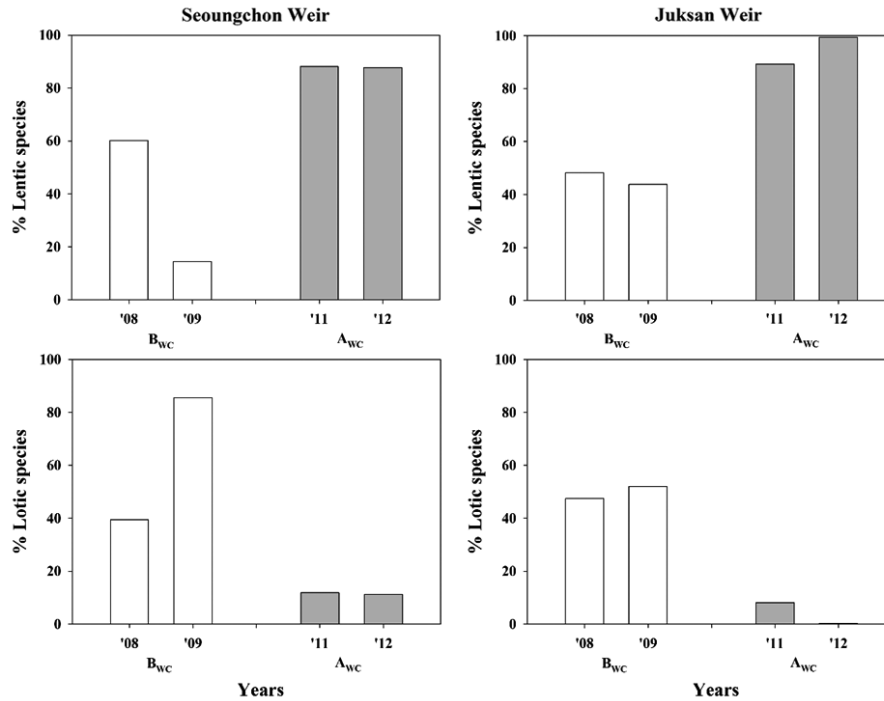 Seoungchon Weir
% Lentic species
100
80
60
40
20
0
'08 '09 '11 '12
BWC AWC
Juksan Weir
% Lentic species
100
80
60
40
20
0
'08 '09 '11 '12
BWC AWC
% Lotic species
100
80
60
40
20
0
'08 '09 '11 '12
BWC AWC
Years
% Lotic species
100
80
60
40
20
0
'08 '09 '11 '12
BWC AWC
Years